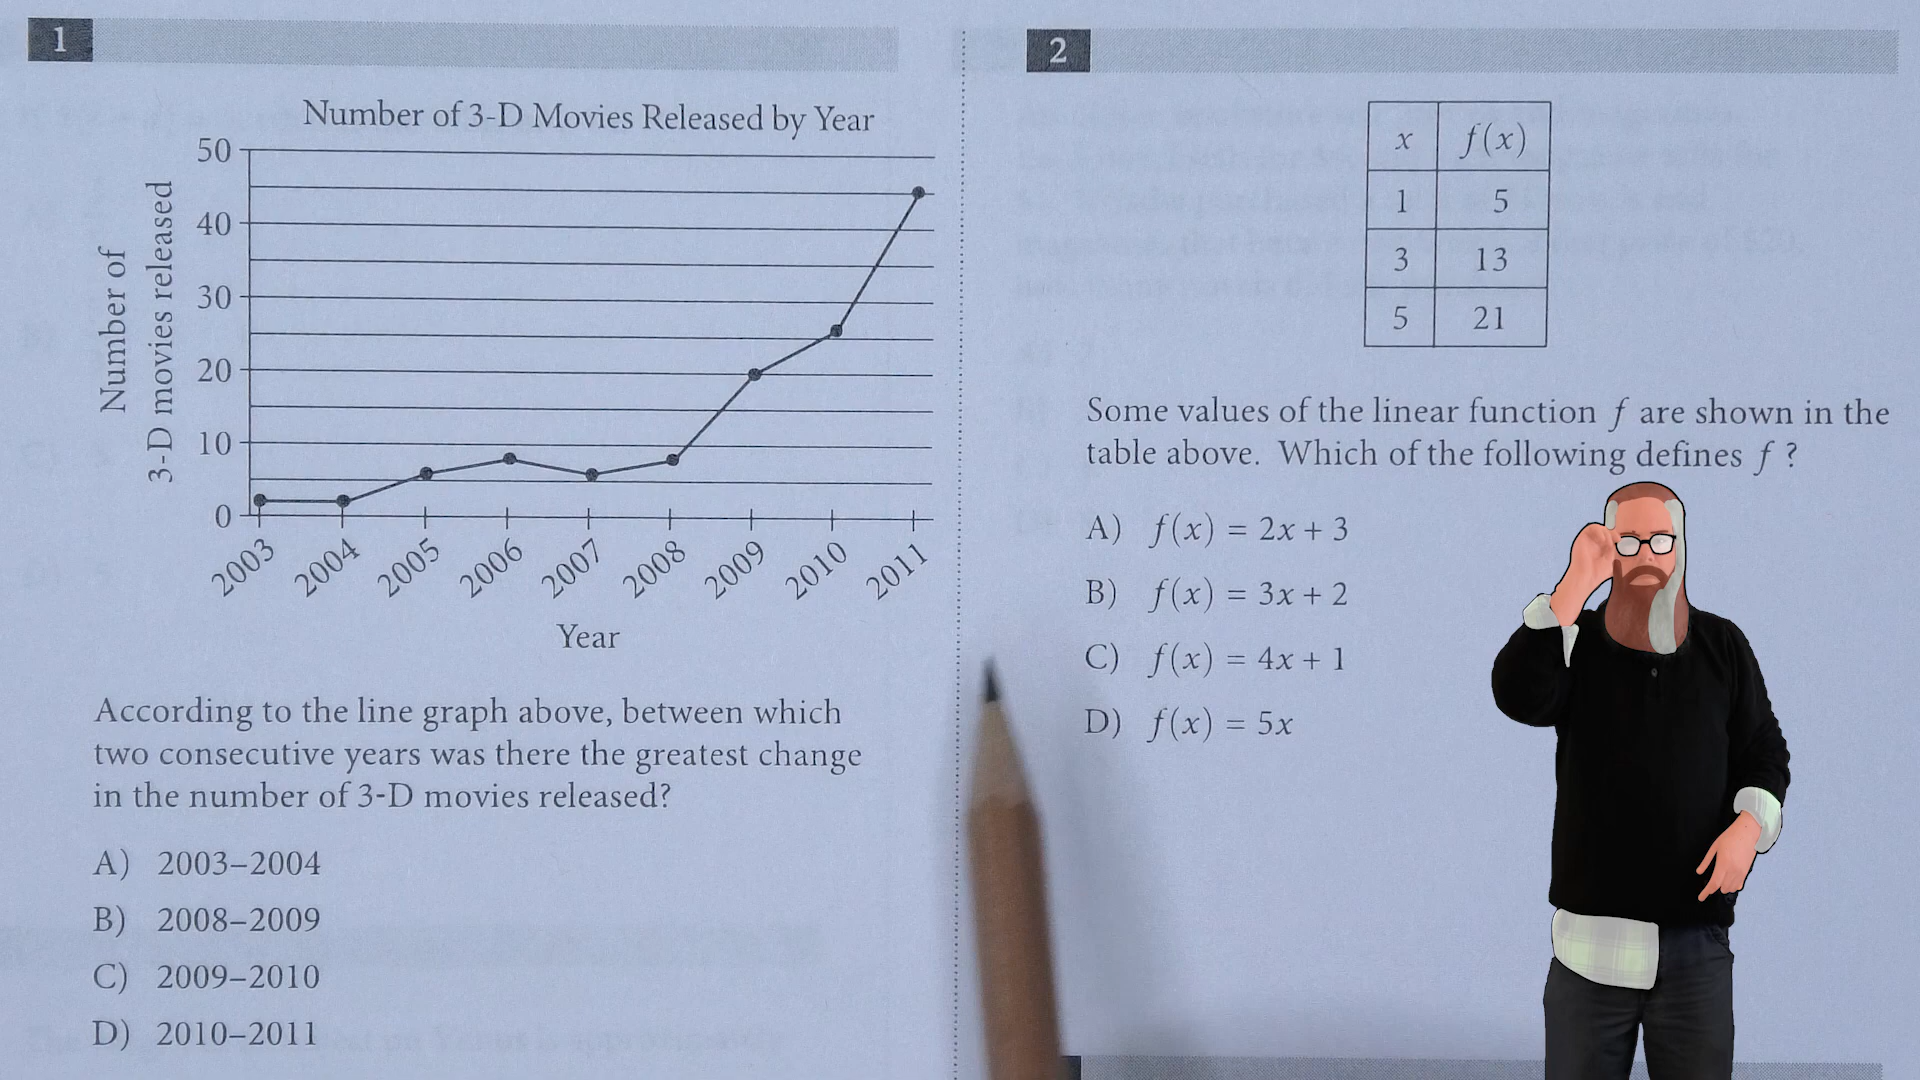 1
Number of 3-D Movies Released by Year
Number of
3-D movies released
50
40
30
20
10
0
2003
2004
2005
2006
2007
2008
2009
2010
2011
Year
According to the line graph above, between which
two consecutive years was there the greatest change
in the number of 3-D movies released?
A) 2003–2004
B) 2008–2009
C) 2009–2010
D) 2010–2011
2
x f(x)
1 5
3 13
5 21
Some values of the linear function f are shown in the
table above. Which of the following defines f ?
A) f(x) = 2x + 3
B) f(x) = 3x + 2
C) f(x) = 4x + 1
D) f(x) = 5x